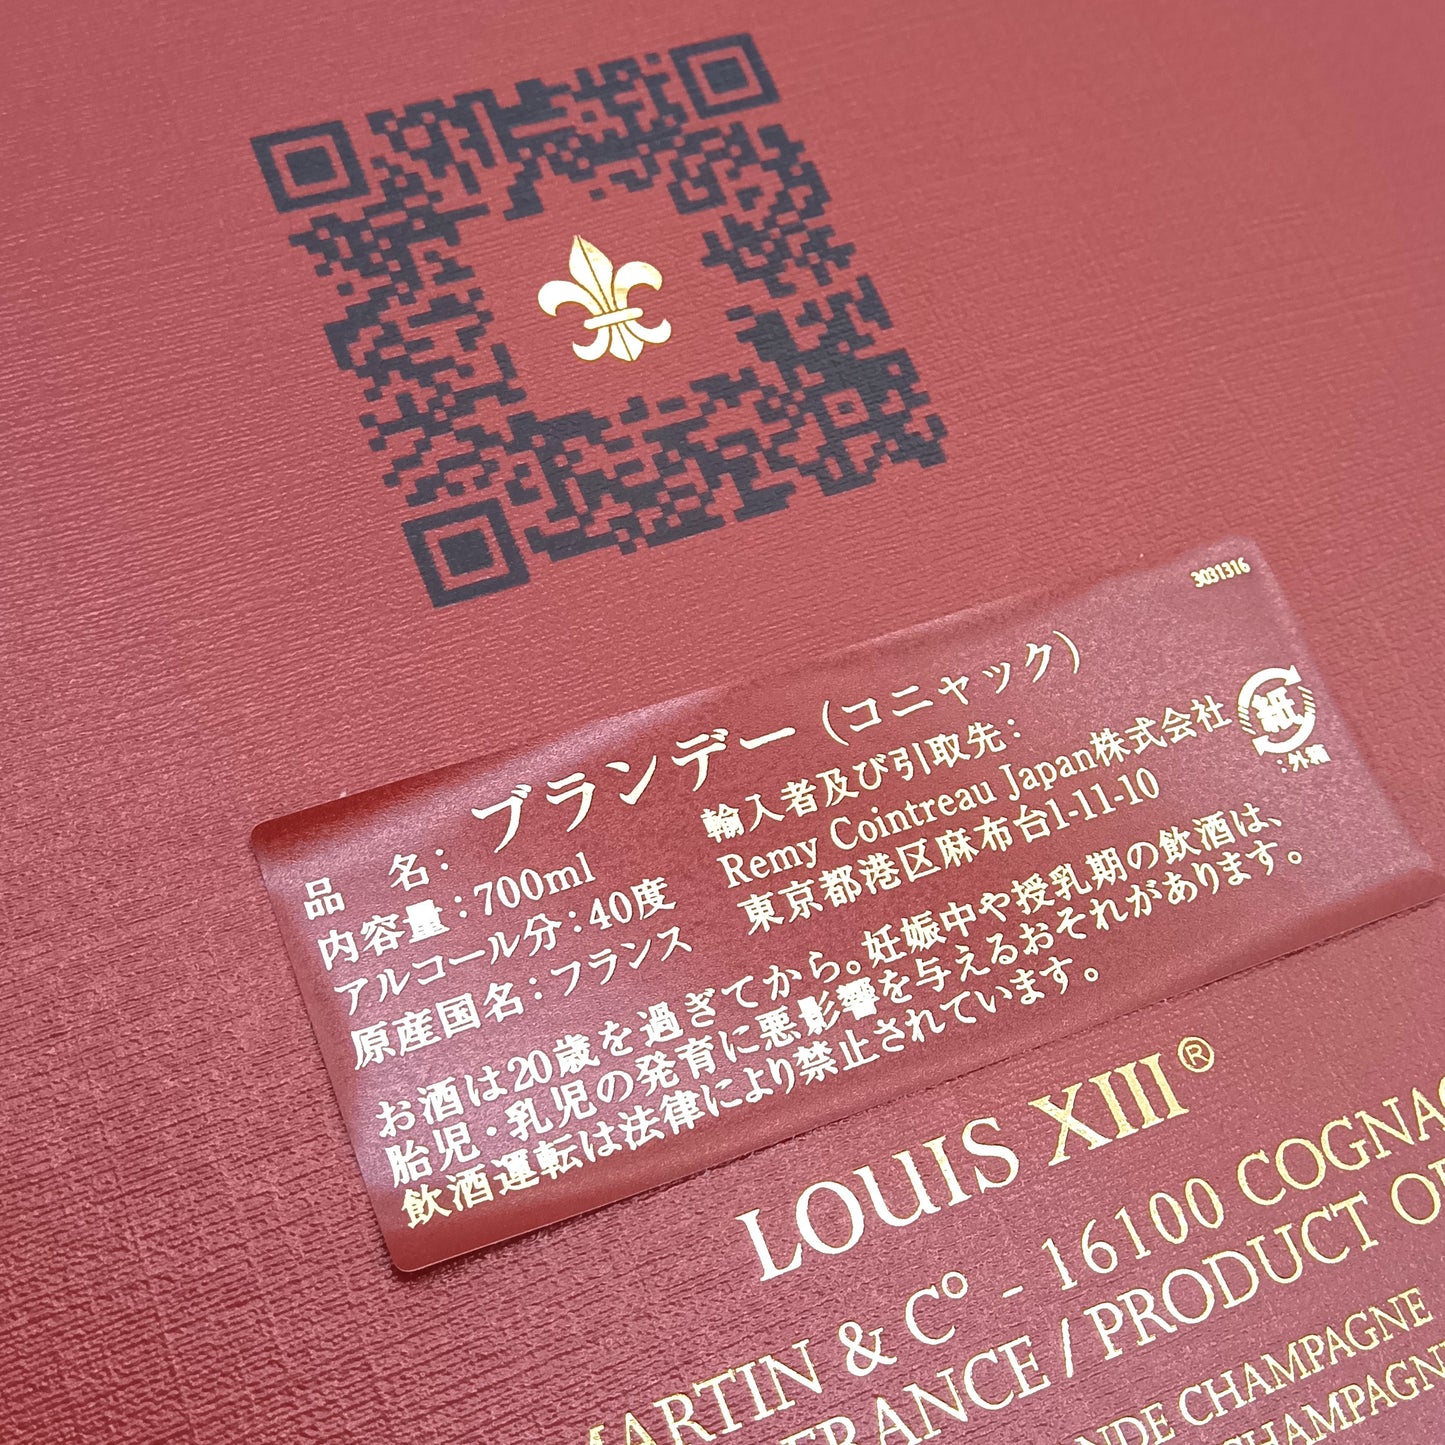 3031316
品 名：ブランデー（コニャック）
内容量：700ml
アルコール分：40度
原産国名：フランス
輸入者及び引取先：
Remy Cointreau Japan株式会社
東京都港区麻布台1-11-10
紙
：外箱
お酒は20歳を過ぎてから。妊娠中や授乳期の飲酒は、
胎児・乳児の発育に悪影響を与えるおそれがあります。
飲酒運転は法律により禁止されています。
LOUIS XIII®
MARTIN & C° - 16100 COGNAC
FRANCE / PRODUCT OF
CHAMPAGNE
CHAMPAGNE